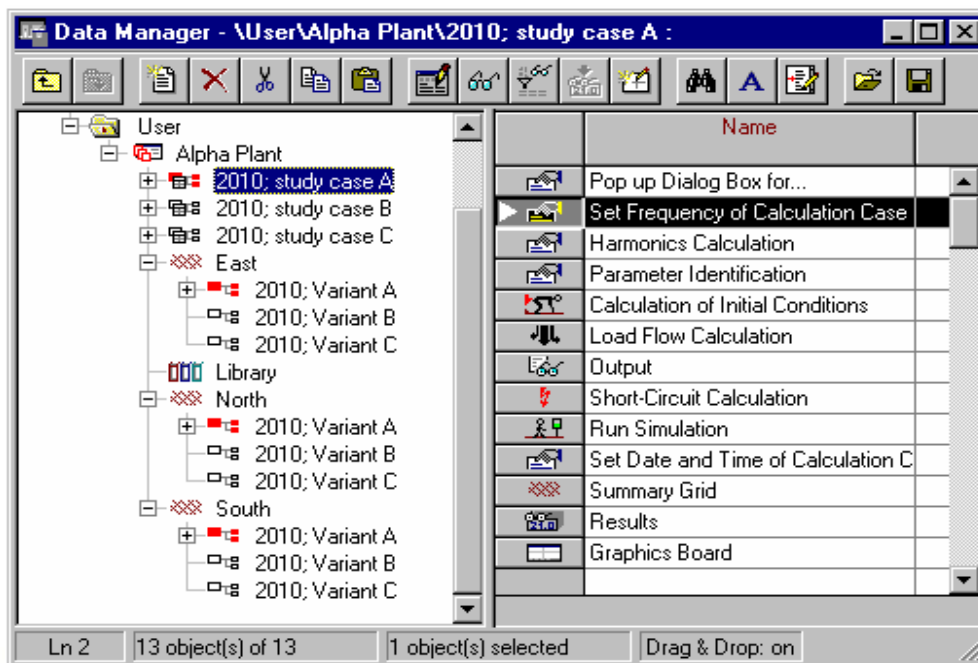 Data Manager - \User\Alpha Plant\2010; study case A :
User
Alpha Plant
2010; study case A
2010; study case B
2010; study case C
East
2010; Variant A
2010; Variant B
2010; Variant C
Library
North
2010; Variant A
2010; Variant B
2010; Variant C
South
2010; Variant A
2010; Variant B
2010; Variant C
Name
Pop up Dialog Box for...
Set Frequency of Calculation Case
Harmonics Calculation
Parameter Identification
Calculation of Initial Conditions
Load Flow Calculation
Output
Short-Circuit Calculation
Run Simulation
Set Date and Time of Calculation C
Summary Grid
Results
Graphics Board
Ln 2 13 object(s) of 13 1 object(s) selected Drag & Drop: on